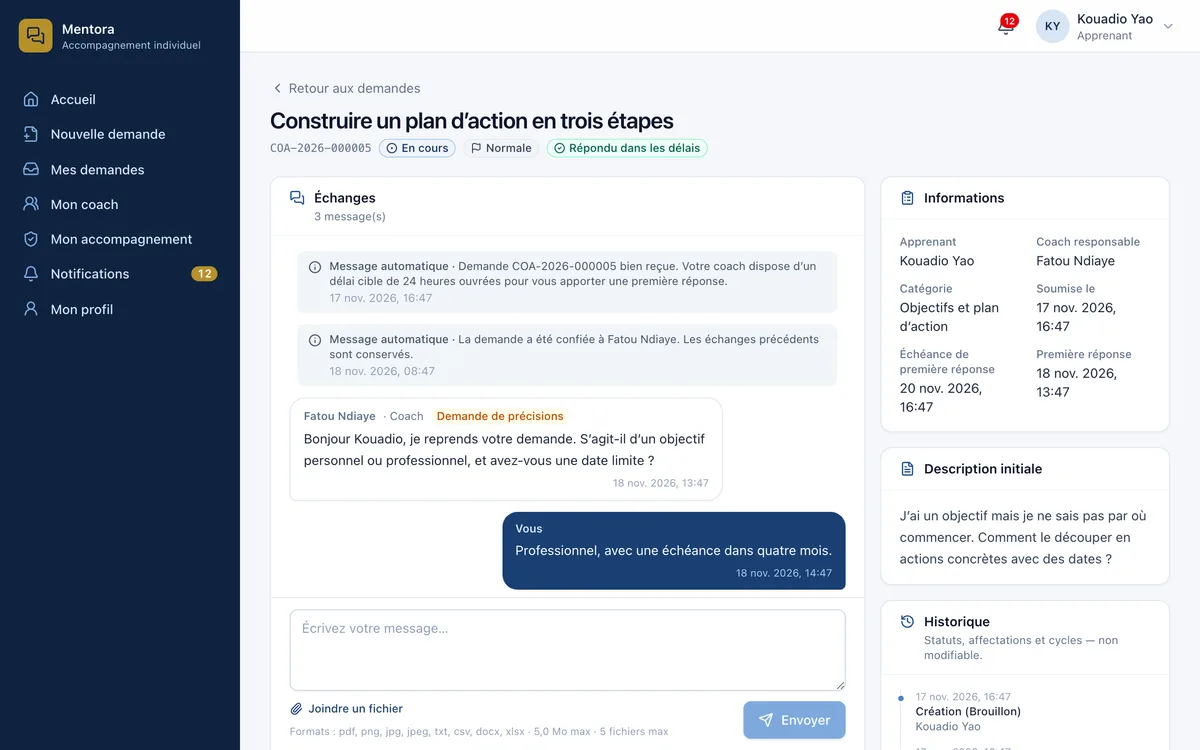 Mentora
Accompagnement individuel
Accueil
Nouvelle demande
Mes demandes
Mon coach
Mon accompagnement
Notifications
12
Mon profil
12
KY
Kouadio Yao
Apprenant
Retour aux demandes
Construire un plan d’action en trois étapes
COA-2026-000005
En cours
Normale
Répondu dans les délais
Échanges
3 message(s)
Message automatique · Demande COA-2026-000005 bien reçue. Votre coach dispose d’un
délai cible de 24 heures ouvrées pour vous apporter une première réponse.
17 nov. 2026, 16:47
Message automatique · La demande a été confiée à Fatou Ndiaye. Les échanges précédents
sont conservés.
18 nov. 2026, 08:47
Fatou Ndiaye · Coach Demande de précisions
Bonjour Kouadio, je reprends votre demande. S’agit-il d’un objectif
personnel ou professionnel, et avez-vous une date limite ?
18 nov. 2026, 13:47
Vous
Professionnel, avec une échéance dans quatre mois.
18 nov. 2026, 14:47
Écrivez votre message...
Joindre un fichier
Formats : pdf, png, jpg, jpeg, txt, csv, docx, xlsx · 5,0 Mo max · 5 fichiers max
Envoyer
Informations
Apprenant
Kouadio Yao
Coach responsable
Fatou Ndiaye
Catégorie
Objectifs et plan
d’action
Soumise le
17 nov. 2026,
16:47
Échéance de
première réponse
20 nov. 2026,
16:47
Première réponse
18 nov. 2026,
13:47
Description initiale
J’ai un objectif mais je ne sais pas par où
commencer. Comment le découper en
actions concrètes avec des dates ?
Historique
Statuts, affectations et cycles — non
modifiable.
17 nov. 2026, 16:47
Création (Brouillon)
Kouadio Yao